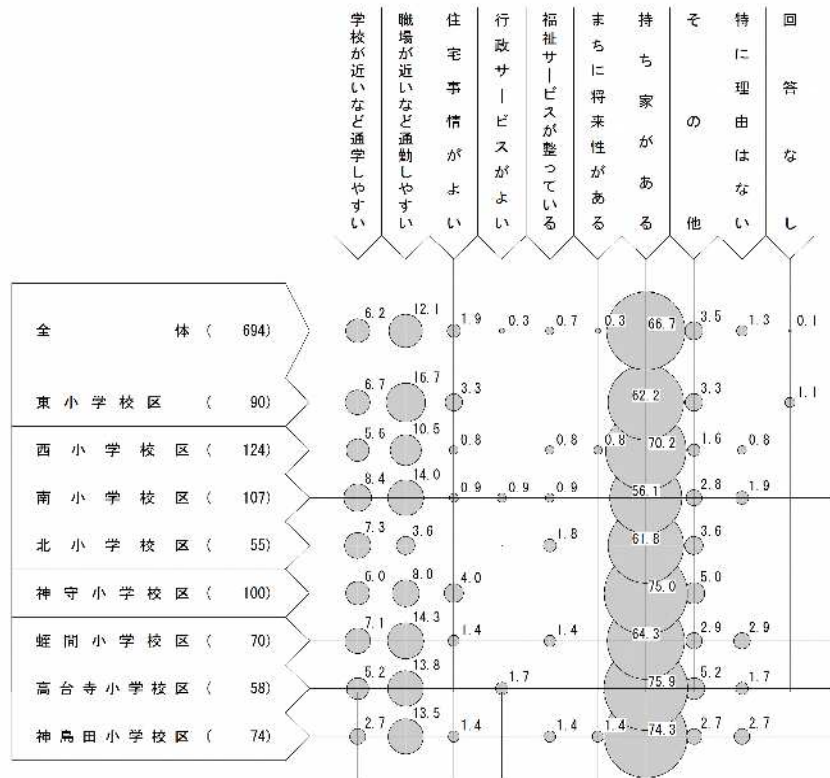 学校が近いなど通学しやすい
職場が近いなど通勤しやすい
住宅事情がよい
行政サービスがよい
福祉サービスが整っている
まちに将来性がある
持ち家がある
その他
特に理由はない
回答なし
全体（ 694） 6.2 12.1 1.9 0.3 0.7 0.3 66.7 3.5 1.3 0.1
東小学校区（ 90） 6.7 16.7 3.3 62.2 3.3 1.1
西小学校区（ 124） 5.6 10.5 0.8 0.8 0.8 70.2 1.6 0.8
南小学校区（ 107） 8.4 14.0 0.9 0.9 0.9 56.1 2.8 1.9
北小学校区（ 55） 7.3 3.6 1.8 61.8 3.6
神守小学校区（ 100） 6.0 8.0 4.0 75.0 5.0
蛭間小学校区（ 70） 7.1 14.3 1.4 1.4 64.3 2.9 2.9
高台寺小学校区（ 58） 5.2 13.8 1.7 75.9 5.2 1.7
神島田小学校区（ 74） 2.7 13.5 1.4 1.4 1.4 74.3 2.7 2.7